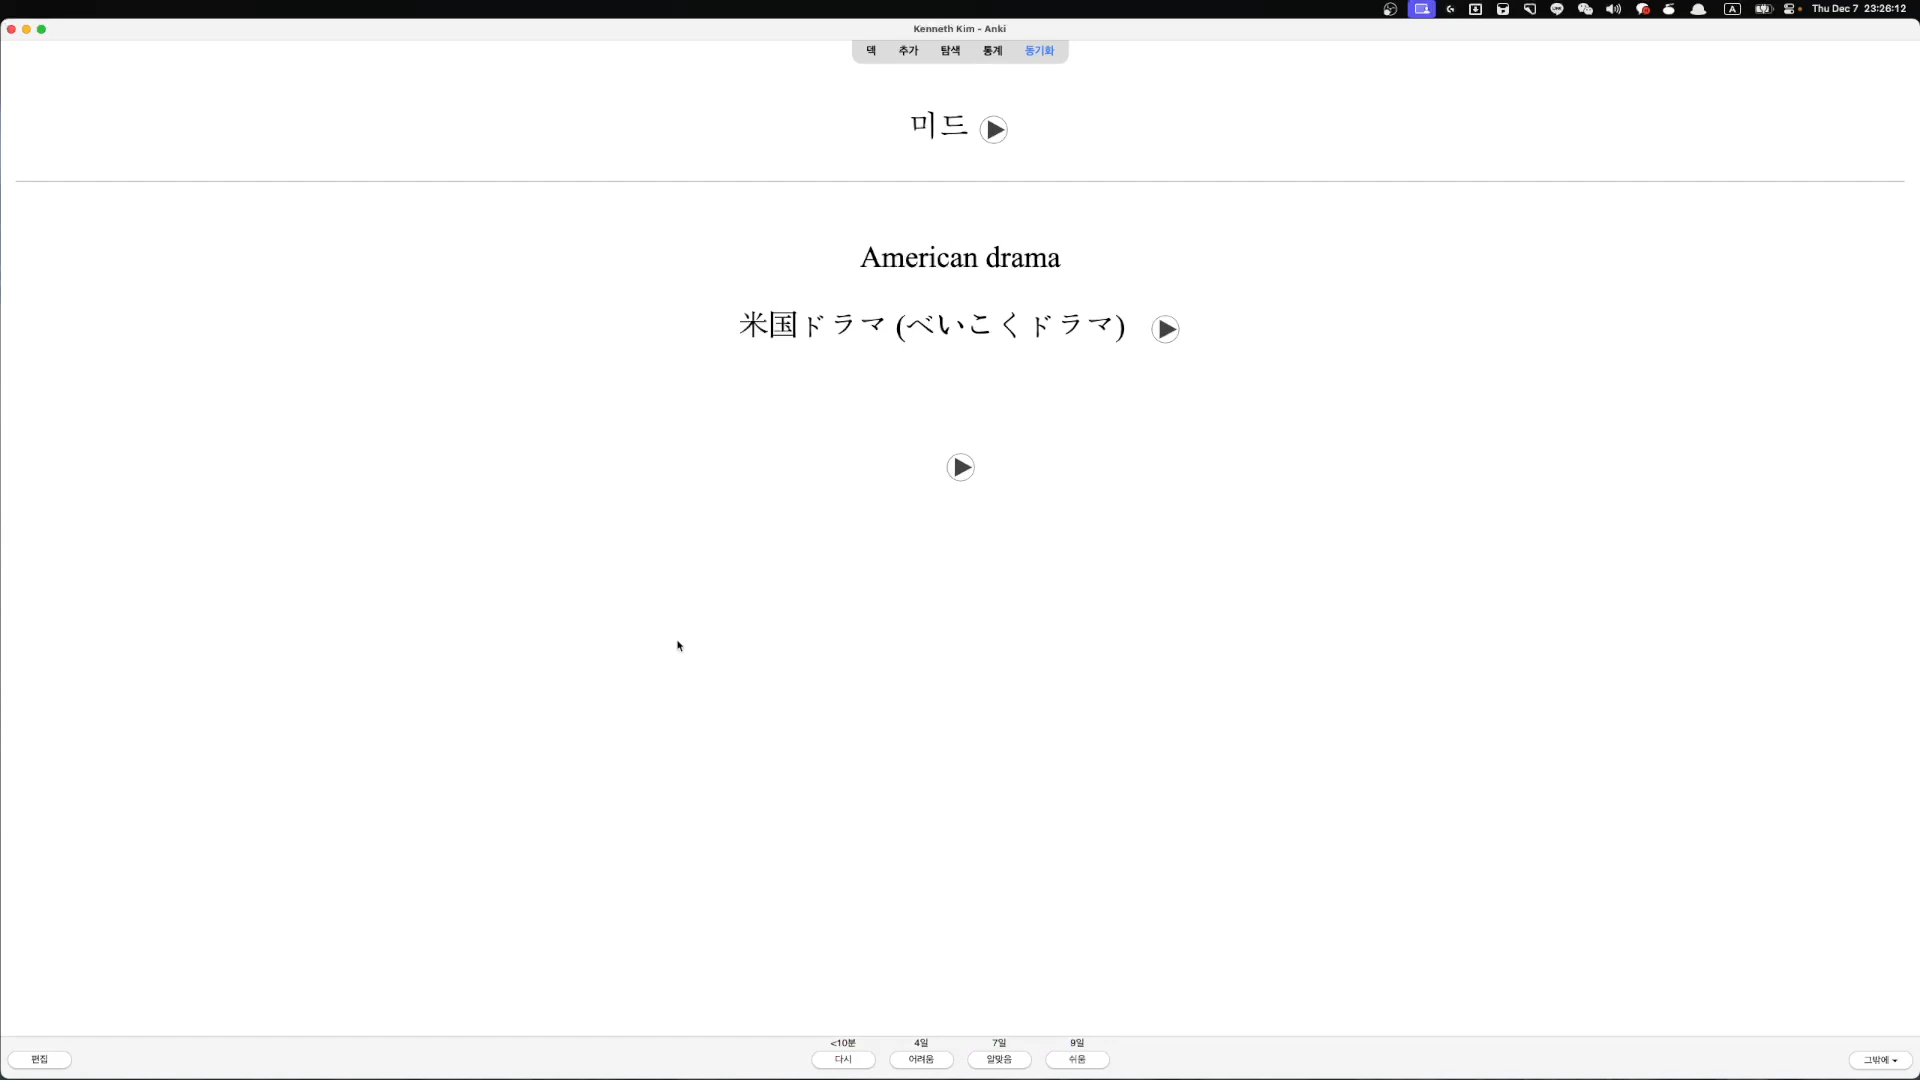 Thu Dec 7 23:26:12
Kenneth Kim - Anki
덱 추가 탐색 통계 동기화
미드
American drama
米国ドラマ (べいこくドラマ)
<10분 4일 7일 9일
편집 다시 어려움 알맞음 쉬움 그밖에